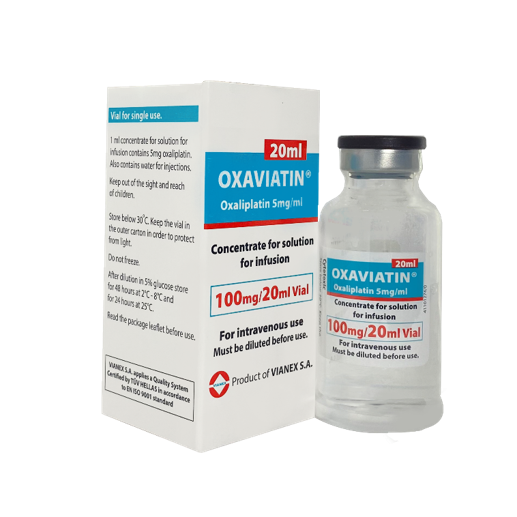 Vial for single use.
1 ml concentrate for solution for
infusion contains 5mg oxaliplatin.
Also contains water for injections.
Keep out of the sight and reach
of children.
Store below 30°C. Keep the vial in
the outer carton in order to protect
from light.
Do not freeze.
After dilution in 5% glucose store
for 48 hours at 2°C - 8°C and
for 24 hours at 25°C.
Read the package leaflet before use.
VIANEX S.A. applies a Quality System
Certified by TÜV HELLAS in accordance
to EN ISO 9001 standard
20ml
OXAVIATIN®
Oxaliplatin 5mg/ml
Concentrate for solution
for infusion
100mg/20ml Vial
For intravenous use
Must be diluted before use.
VIANEX
Product of VIANEX S.A.
20ml
OXAVIATIN®
Oxaliplatin 5mg/ml
Concentrate for solution
for infusion
100mg/20ml Vial
For intravenous use
Must be diluted before use.